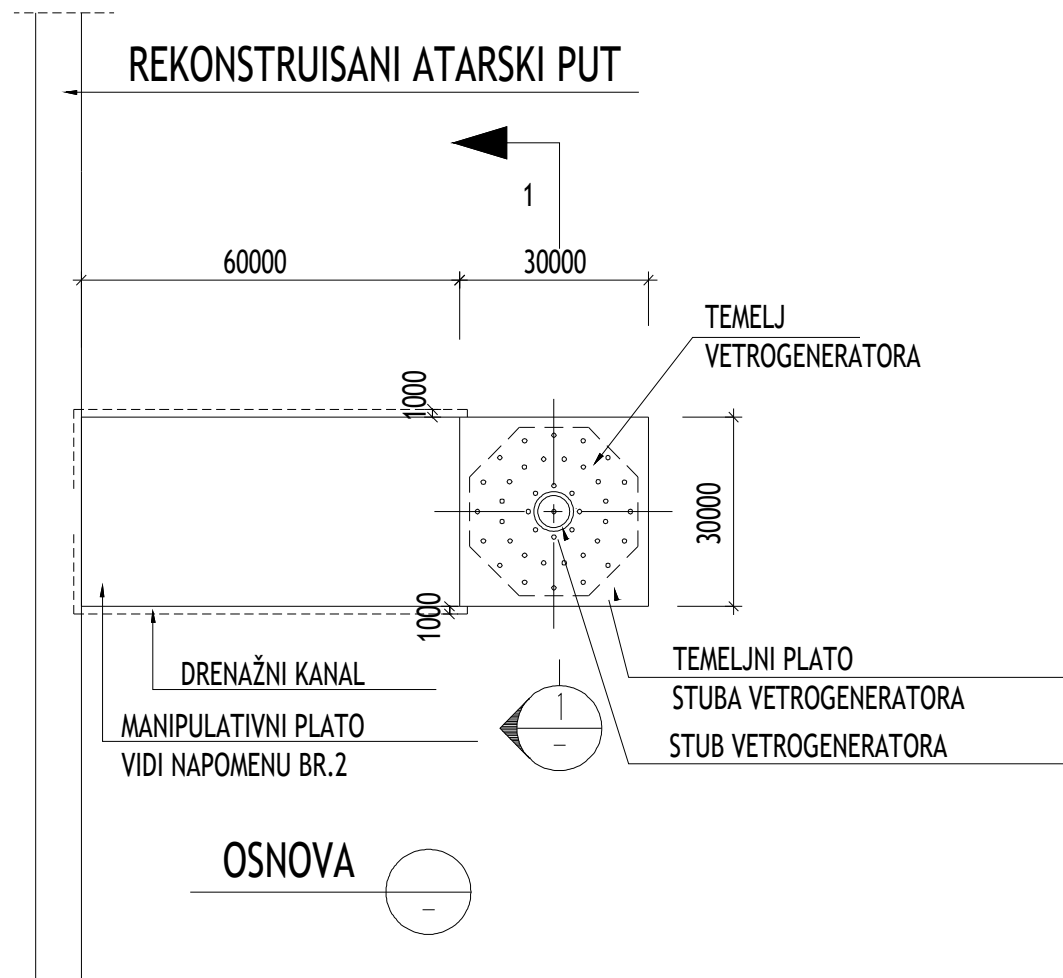 REKONSTRUISANI ATARSKI PUT
1
60000
30000
TEMELJ
VETROGENERATORA
1000
30000
1000
TEMELJNI PLATO
STUBA VETROGENERATORA
DRENAŽNI KANAL
1
–
MANIPULATIVNI PLATO
VIDI NAPOMENU BR.2
STUB VETROGENERATORA
OSNOVA
–